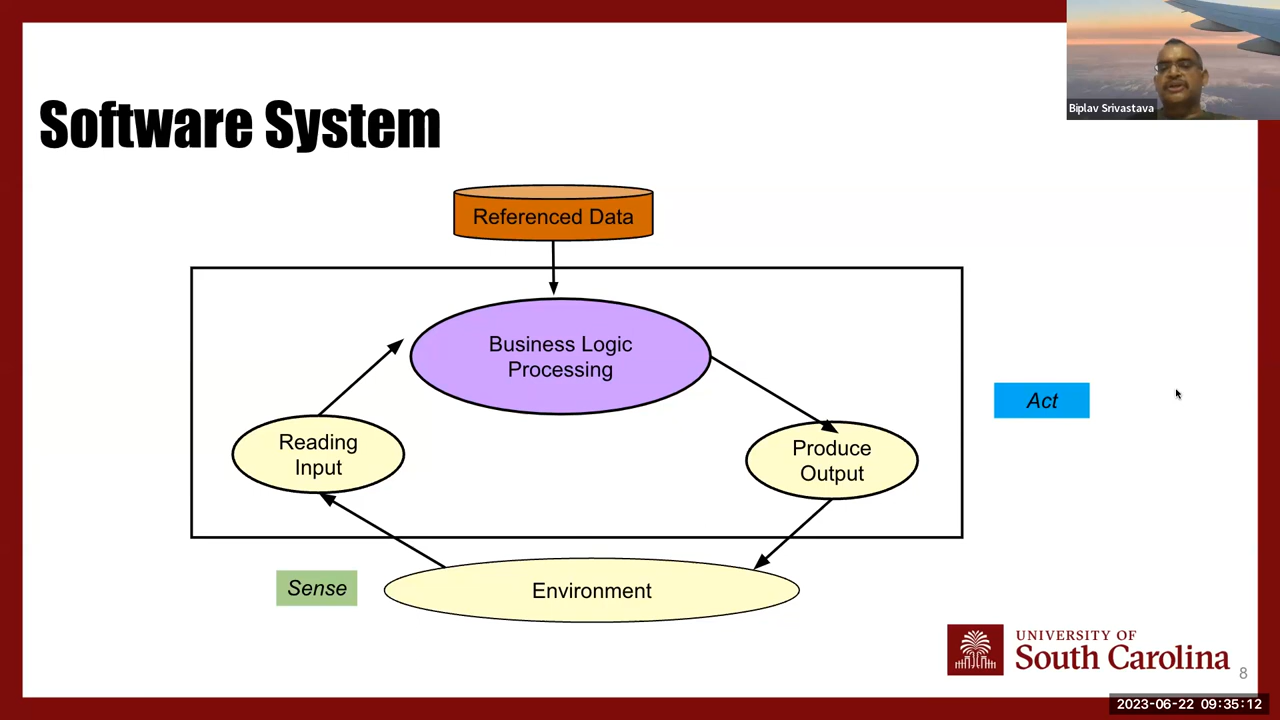 Biplav Srivastava
Software System
Referenced Data
Business Logic
Processing
Act
Reading
Input
Produce
Output
Sense
Environment
UNIVERSITY OF
South Carolina
8
2023-06-22 09:35:12